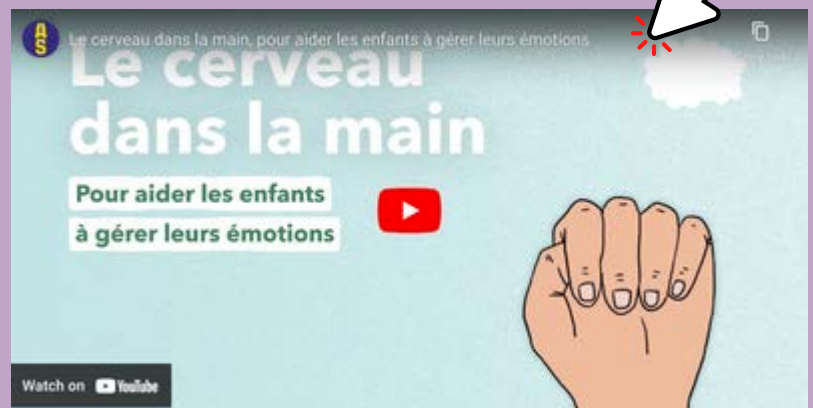 AS
Le cerveau dans la main, pour aider les enfants à gérer leurs émotions
Le cerveau
dans la main
Pour aider les enfants
à gérer leurs émotions
Watch on YouTube